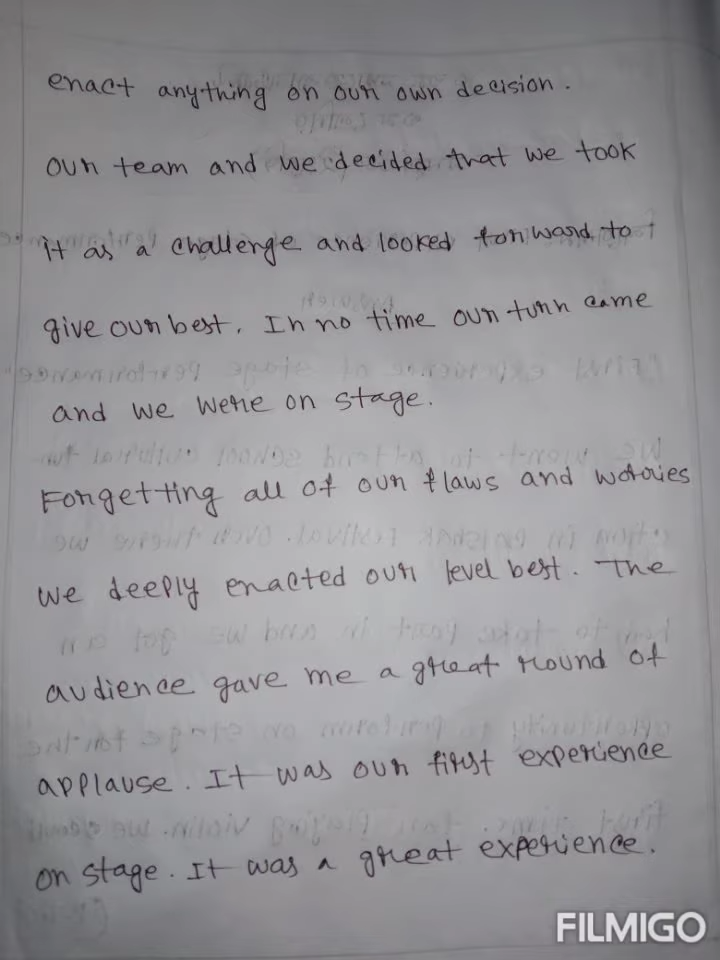 enact anything on our own decision.
our team and we decided that we took
it as a challenge and looked forward to
give our best. In no time our turn came
and we were on stage.
Forgetting all of our flaws and worries
we deeply enacted our level best. The
audience gave me a great round of
applause. It was our first experience
on stage. It was a great experience.
FILMIGO